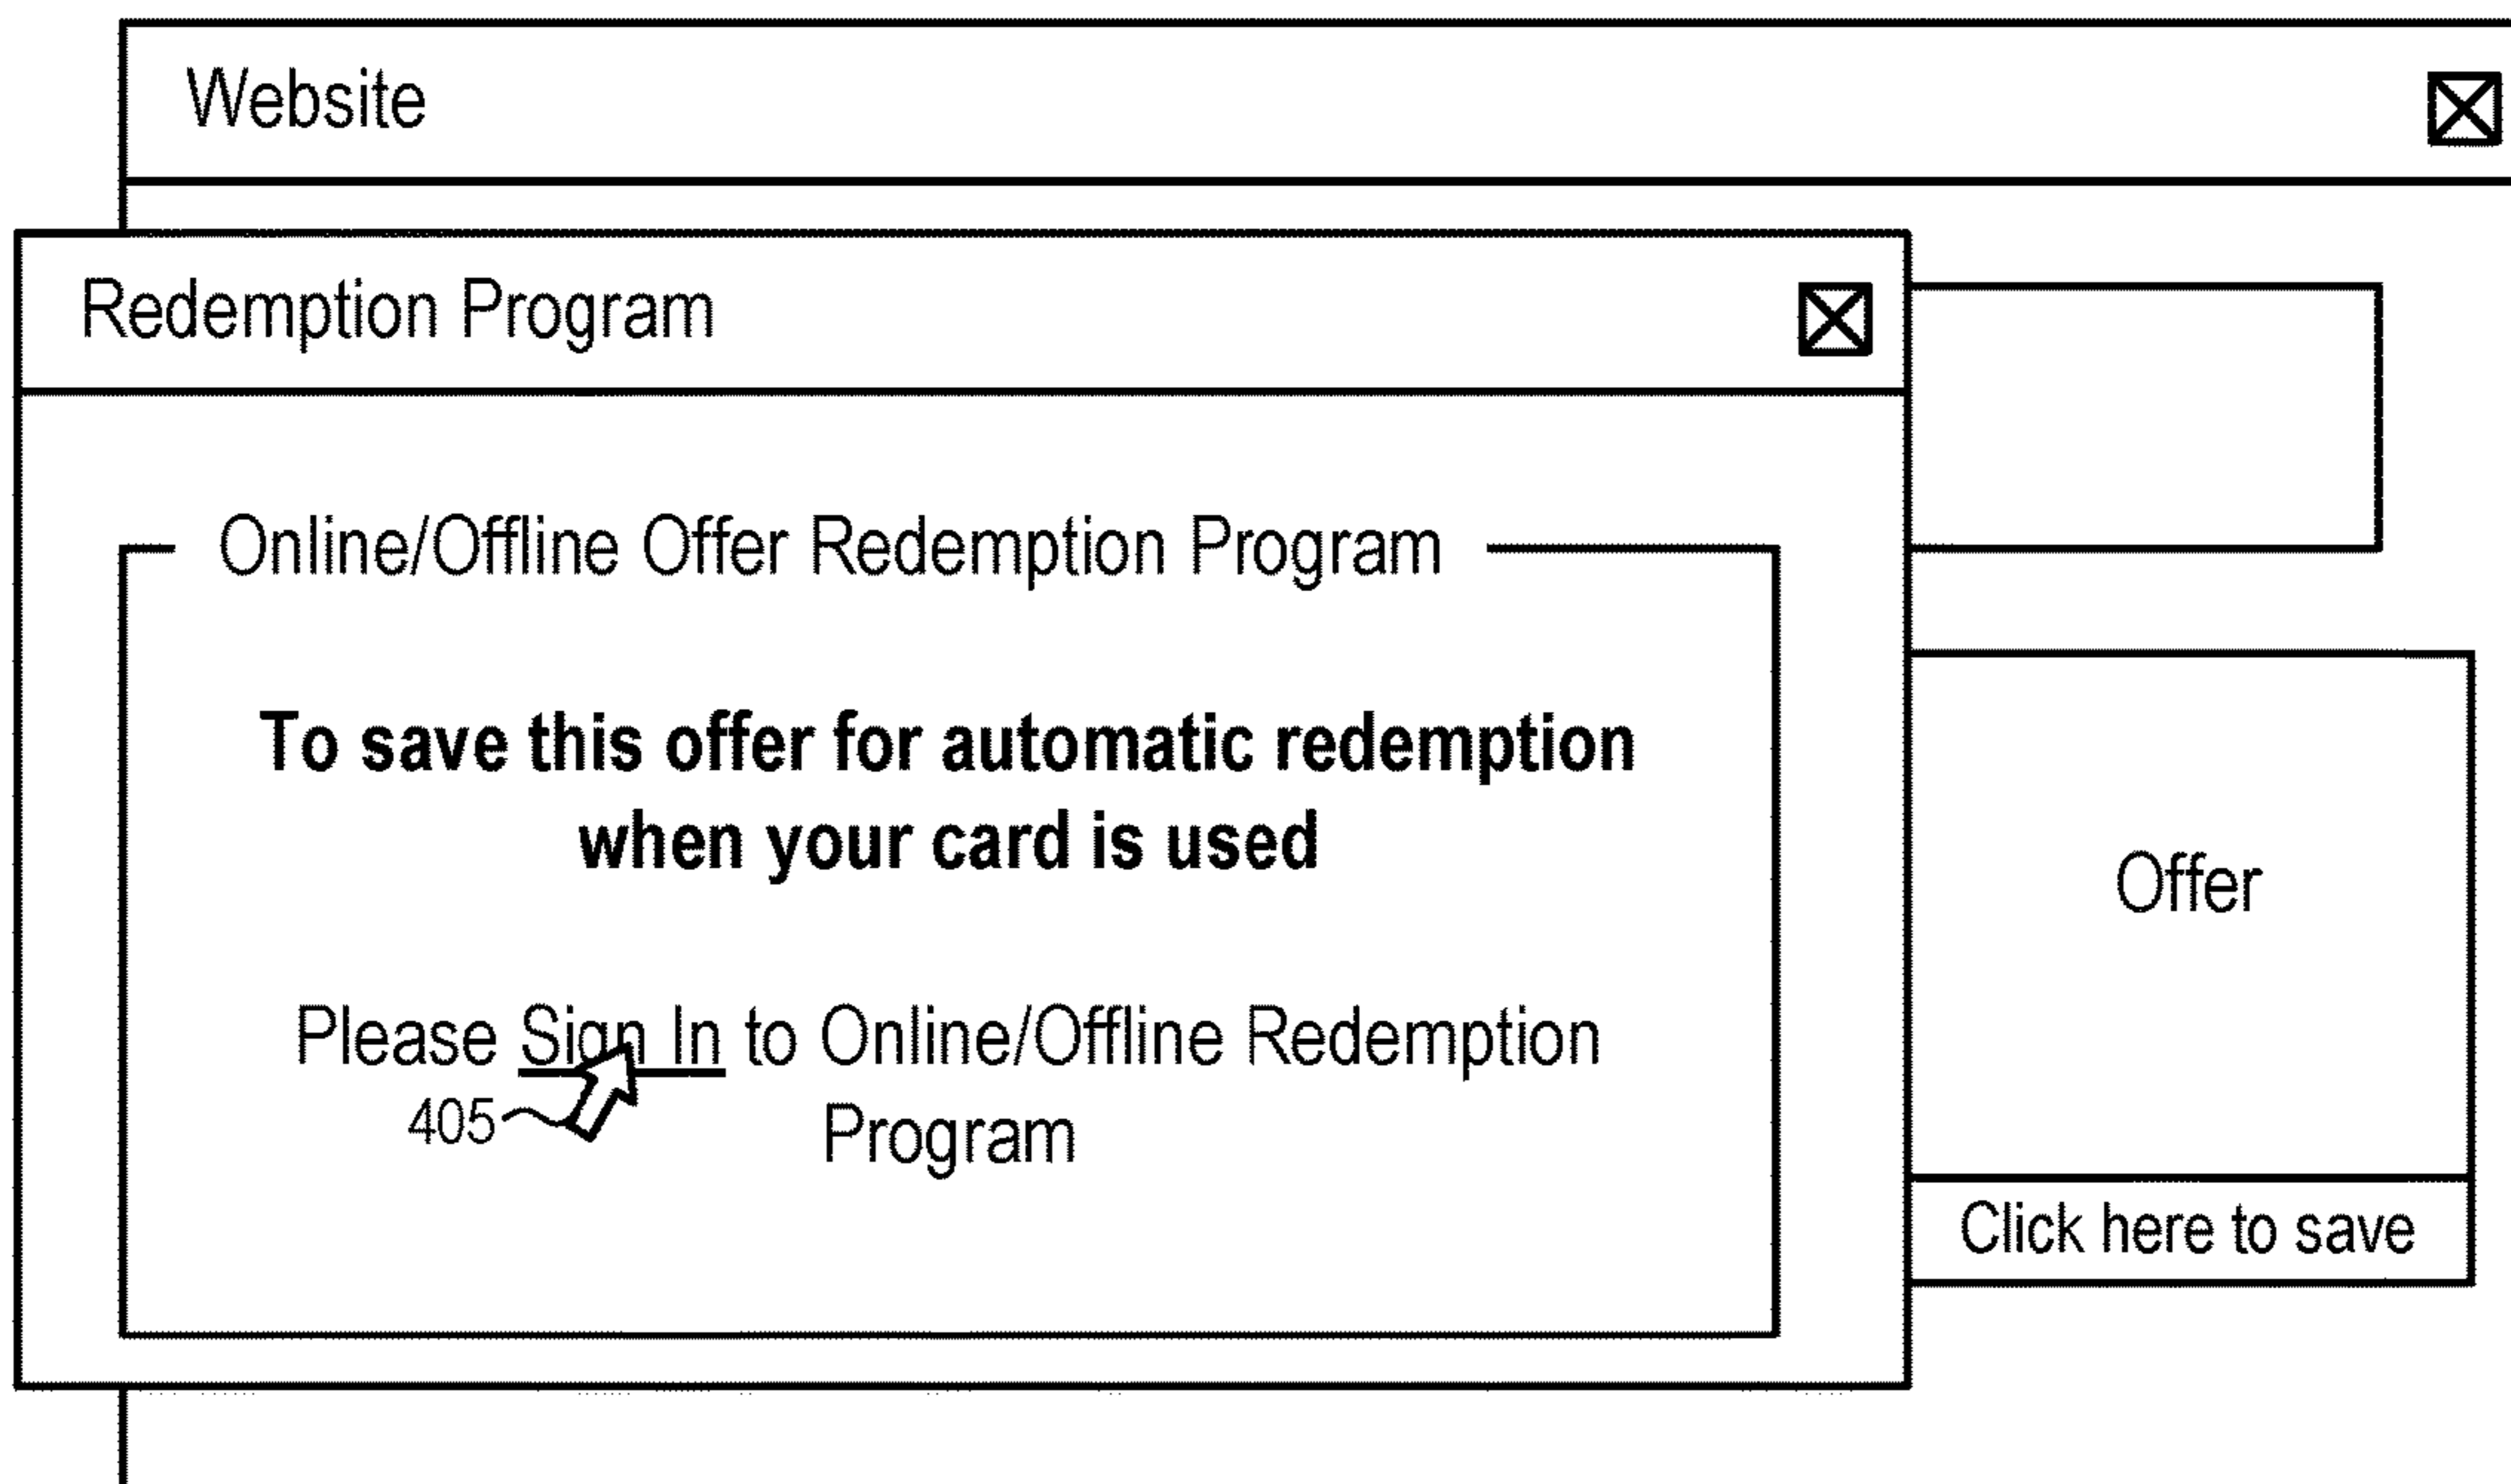 Website
Redemption Program
Online/Offline Offer Redemption Program
To save this offer for automatic redemption
when your card is used
Please Sign In to Online/Offline Redemption
405
Program
Offer
Click here to save